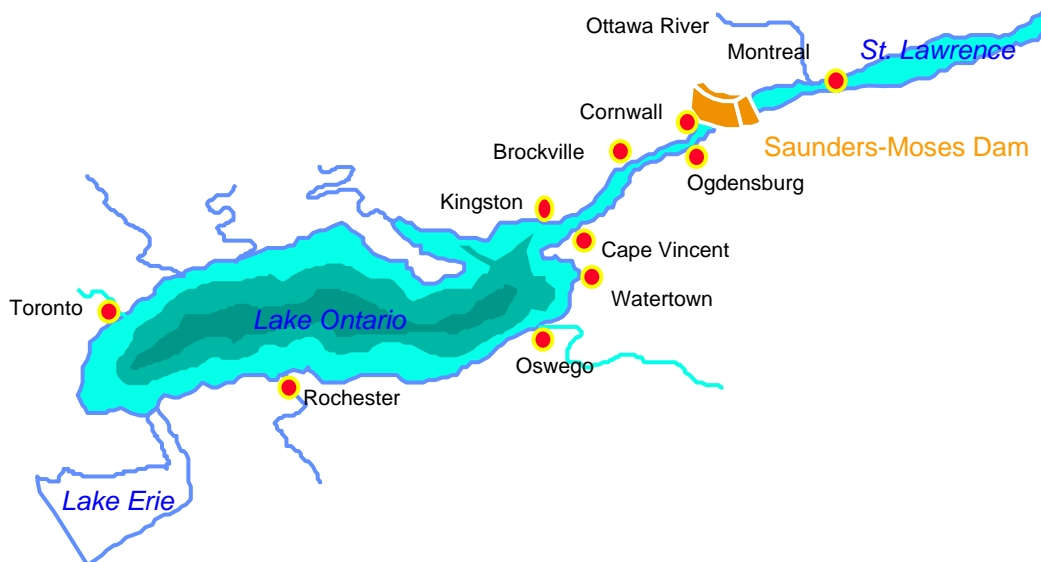 Ottawa River
Montreal
St. Lawrence
Cornwall
Saunders-Moses Dam
Brockville
Ogdensburg
Kingston
Cape Vincent
Watertown
Toronto
Lake Ontario
Oswego
Rochester
Lake Erie